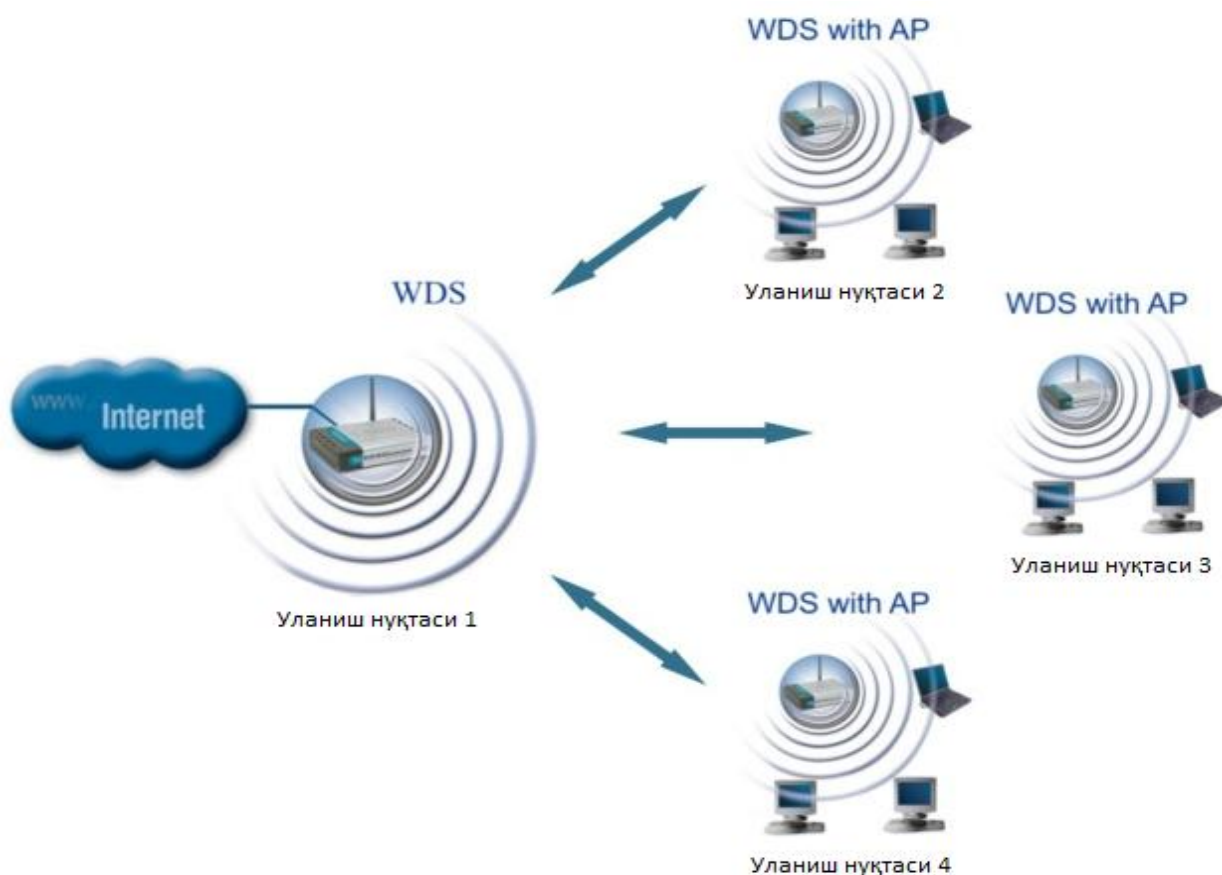 WDS with AP
Уланиш нуқтаси 2
WDS
WDS with AP
www.
Internet
Уланиш нуқтаси 3
Уланиш нуқтаси 1
WDS with AP
Уланиш нуқтаси 4